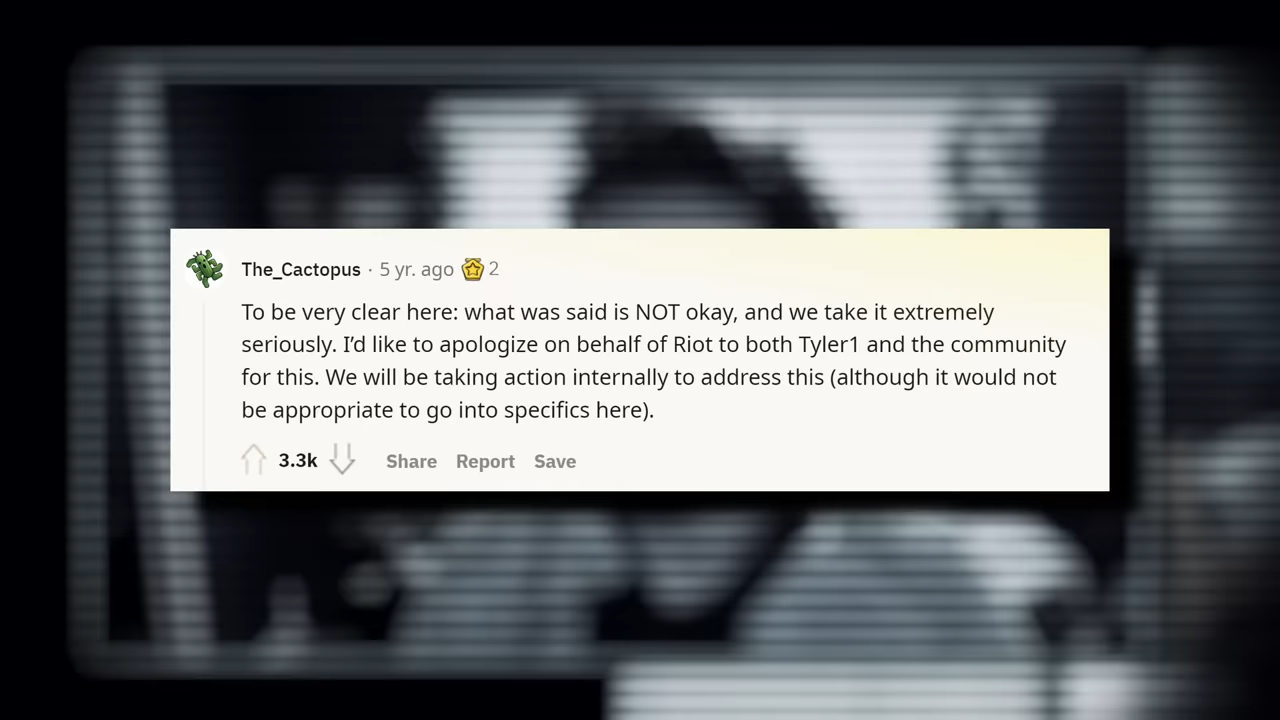 The_Cactopus · 5 yr. ago 2
To be very clear here: what was said is NOT okay, and we take it extremely
seriously. I’d like to apologize on behalf of Riot to both Tyler1 and the community
for this. We will be taking action internally to address this (although it would not
be appropriate to go into specifics here).
3.3k Share Report Save